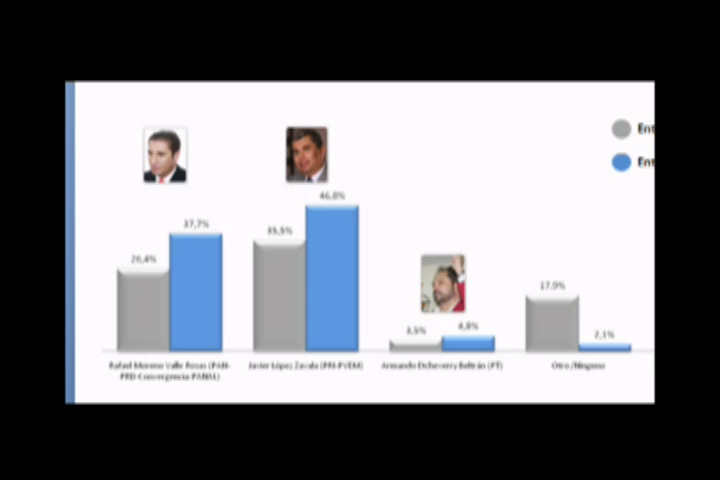 Ent
Ent
46,8%
37,7%
35,5%
26,4%
17,9%
3,5%
4,8%
2,1%
Rafael Moreno Valle Rosas (PAN-
PRD-Convergencia-PANAL)
Javier López Zavala (PRI-PVEM)
Armando Etcheverry Beltrán (PT)
Otro /Ninguno